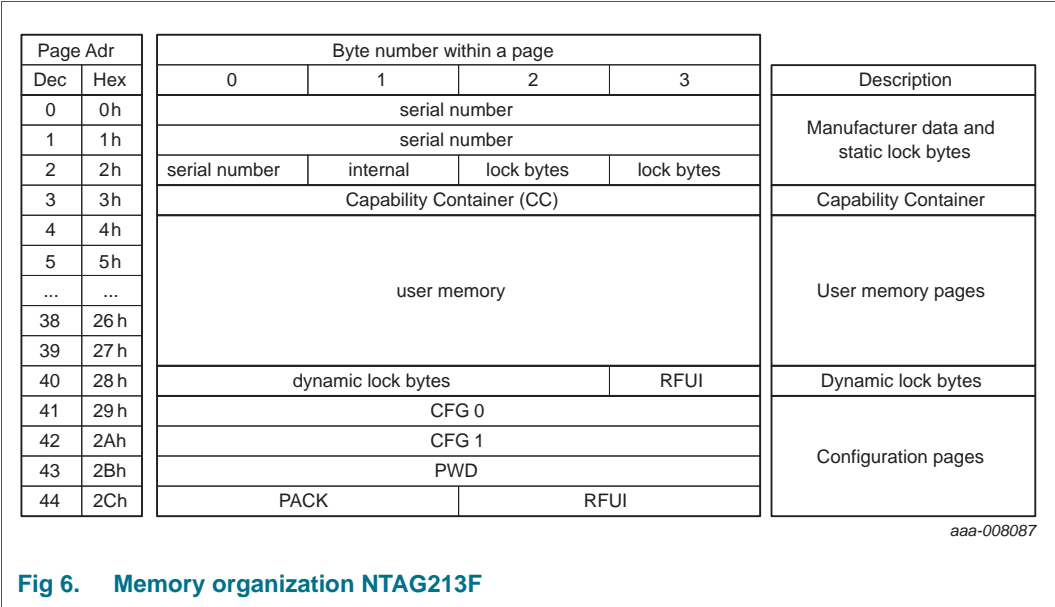 Page Adr Byte number within a page
Dec Hex 0 1 2 3 Description
0 0h serial number
Manufacturer data and
1 1h serial number
static lock bytes
2 2h serial number internal lock bytes lock bytes
3 3h Capability Container (CC) Capability Container
4 4h
5 5h
... ... user memory User memory pages
38 26 h
39 27 h
40 28 h dynamic lock bytes RFUI Dynamic lock bytes
41 29 h CFG 0
42 2Ah CFG 1
Configuration pages
43 2Bh PWD
44 2Ch PACK RFUI
aaa-008087
Fig 6. Memory organization NTAG213F